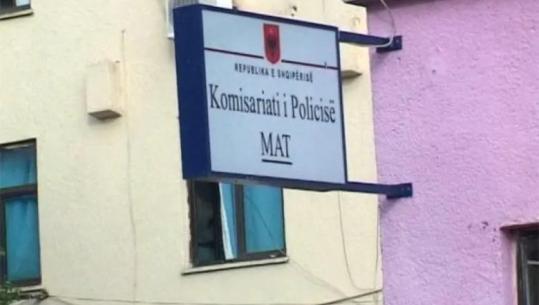 REPUBLIKA E SHQIPËRISË
Komisariati i Policisë
MAT